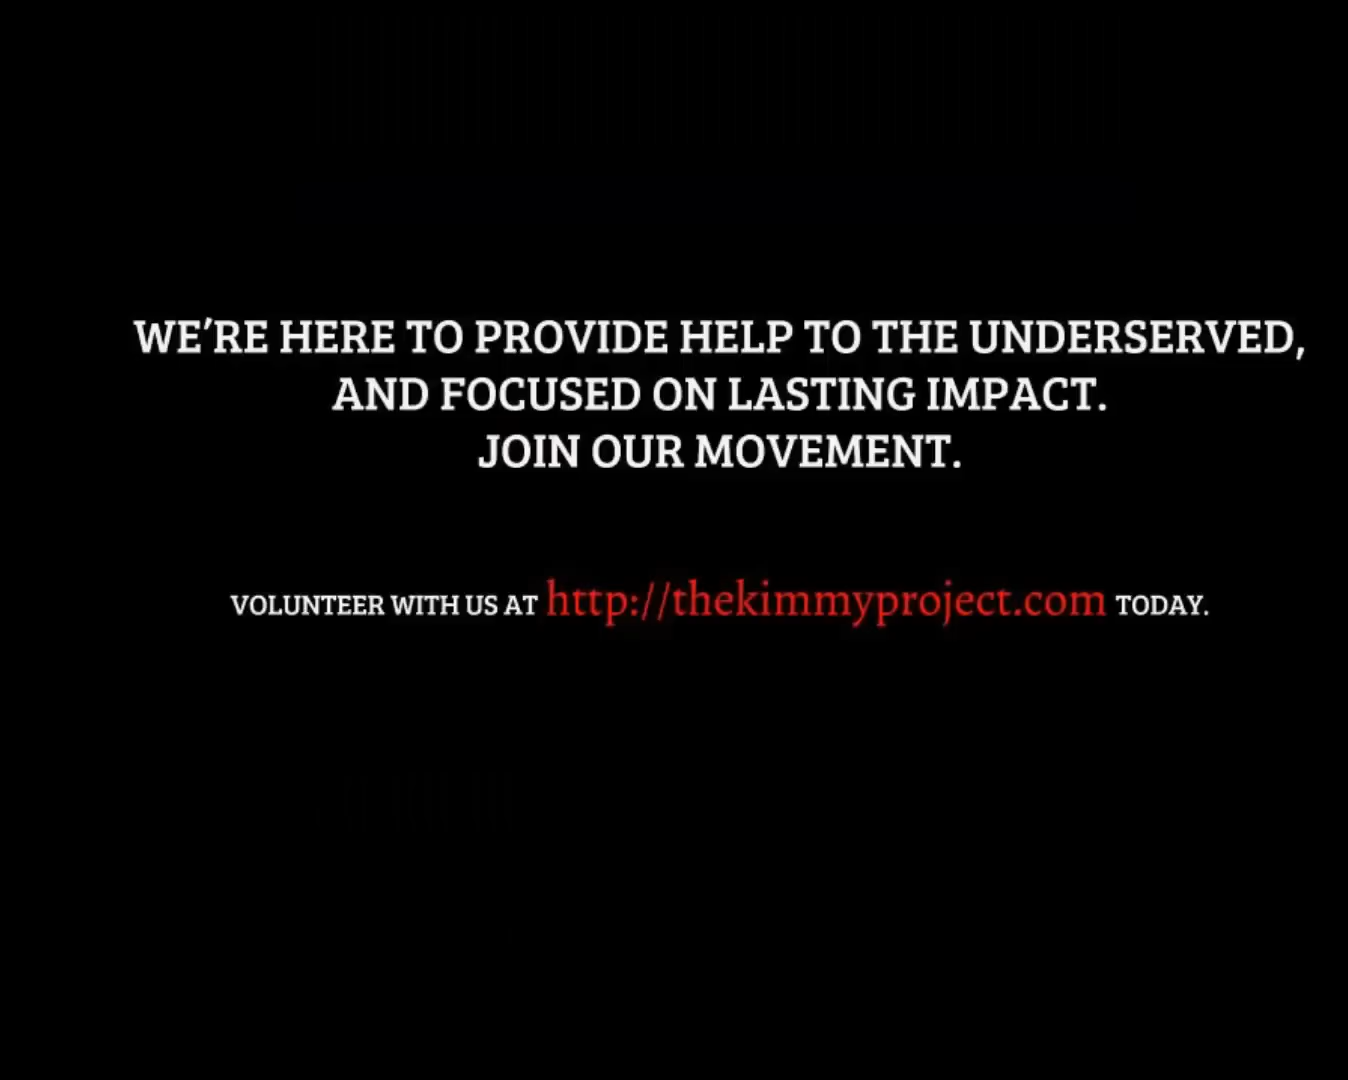 WE’RE HERE TO PROVIDE HELP TO THE UNDERSERVED,
AND FOCUSED ON LASTING IMPACT.
JOIN OUR MOVEMENT.
VOLUNTEER WITH US AT http://thekimmyproject.com TODAY.